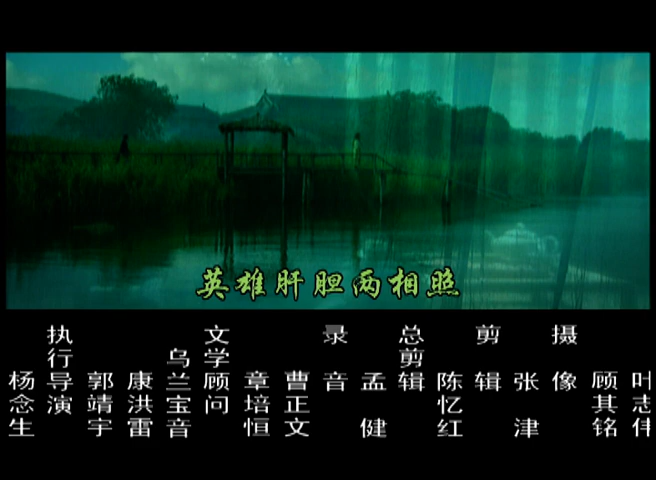 英雄肝胆两相照
杨念生
执行导演
郭靖宇
康洪雷
乌兰宝音
文学顾问
章培恒
曹正文
录音
孟健
总剪辑
陈忆红
剪辑
张津
摄像
顾其铭
叶志伟